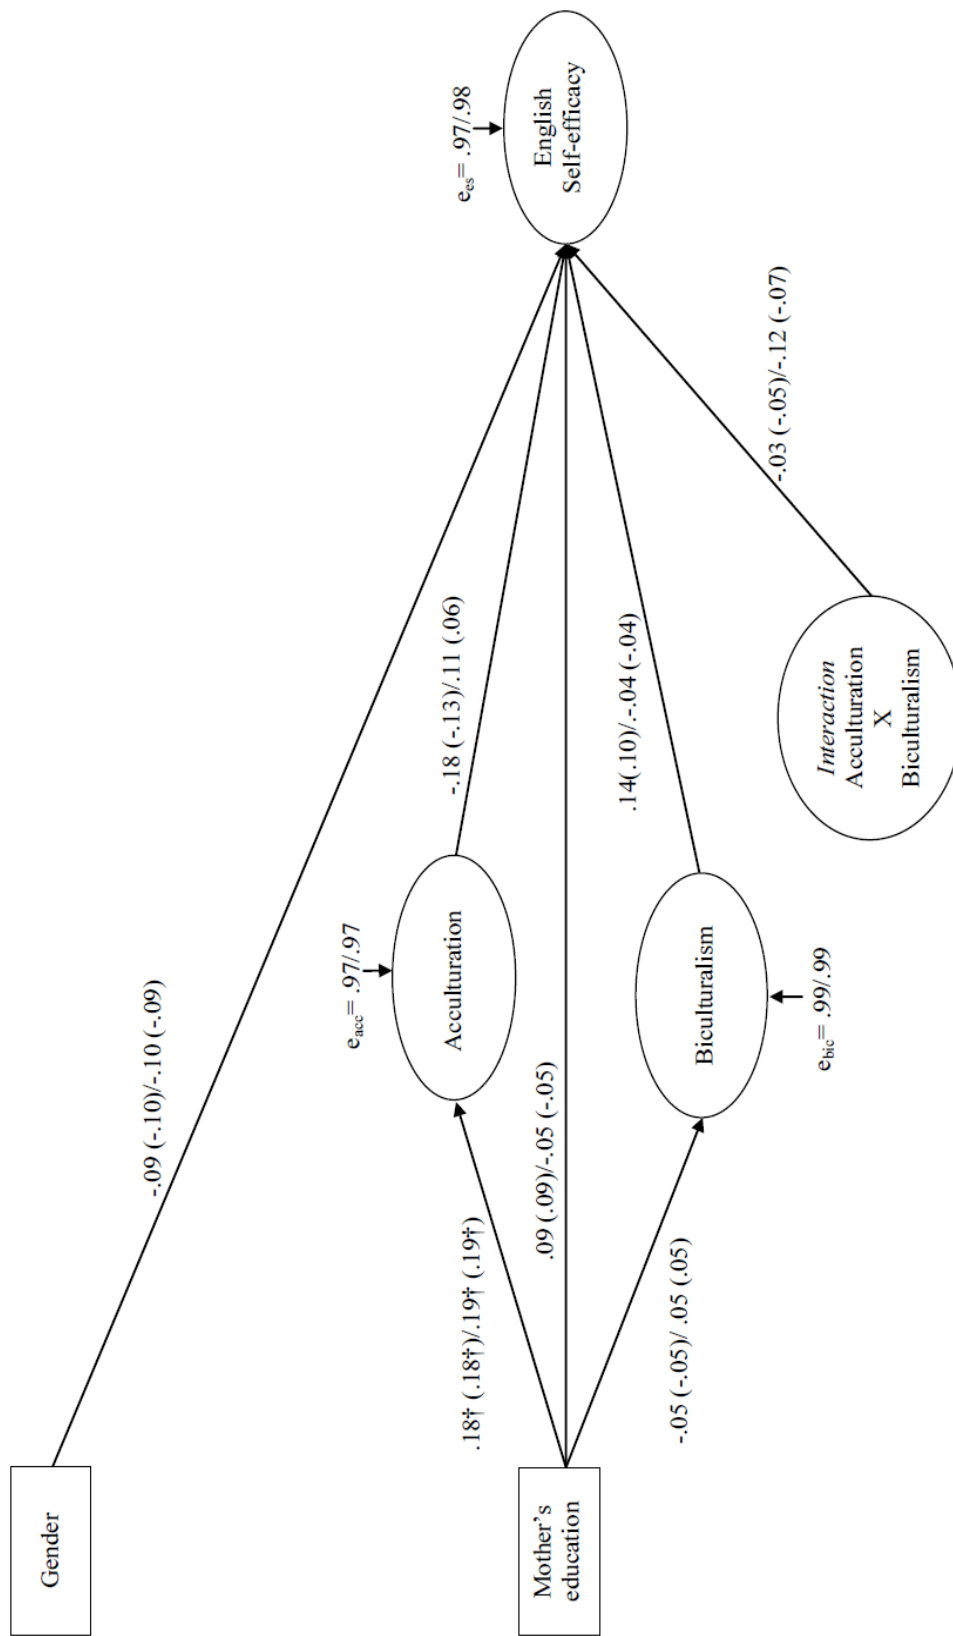 Gender
-.09 (-.10)/-.10 (-.09)
e_es= .97/.98
English
Self-efficacy
e_acc= .97/.97
Acculturation
-.18 (-.13)/.11 (.06)
.18† (.18†)/.19† (.19†)
Mother's
education
.09 (.09)/-.05 (-.05)
-.05 (-.05)/ .05 (.05)
Biculturalism
.14(.10)/-.04 (-.04)
e_bic= .99/.99
Interaction
Acculturation
X
Biculturalism
-.03 (-.05)/-.12 (-.07)